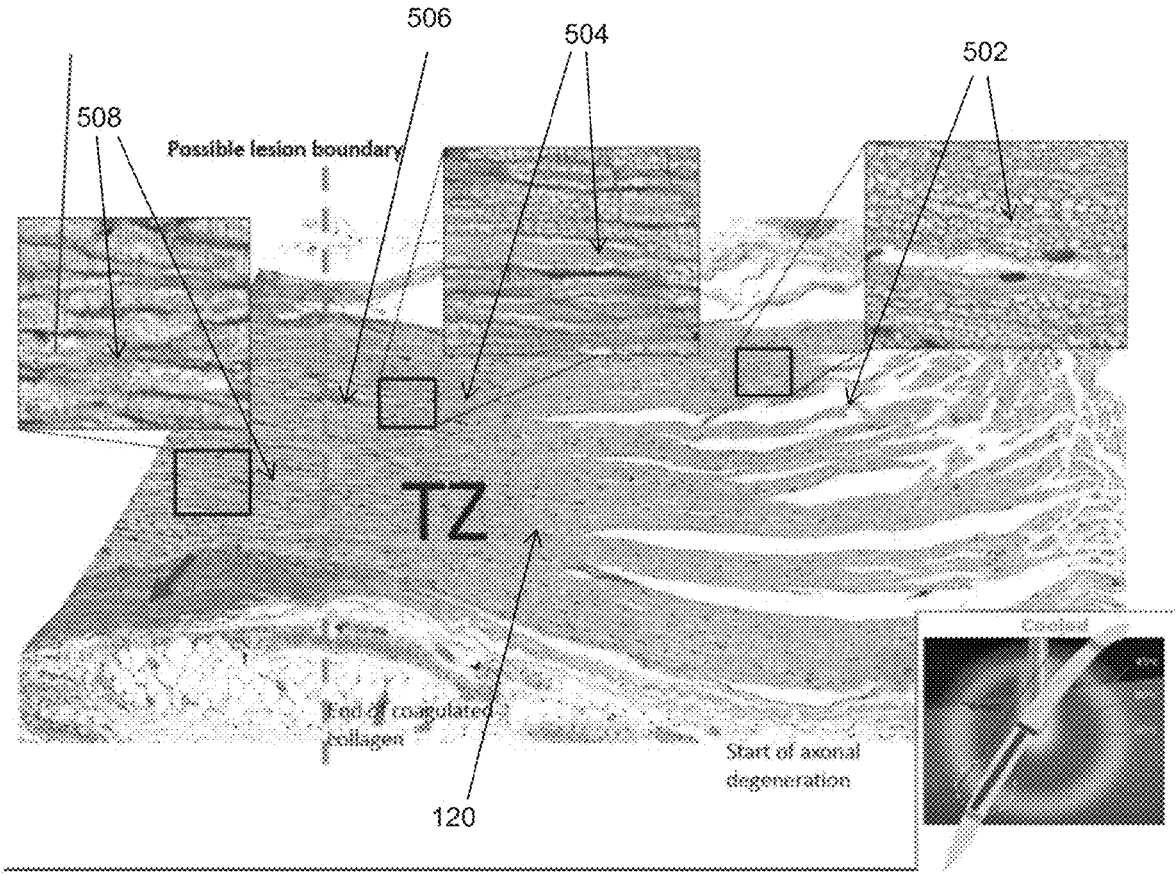 506
504
502
508
Possible lesion boundary
TZ
Cooled
End of coagulated
collagen
Start of axonal
degeneration
120